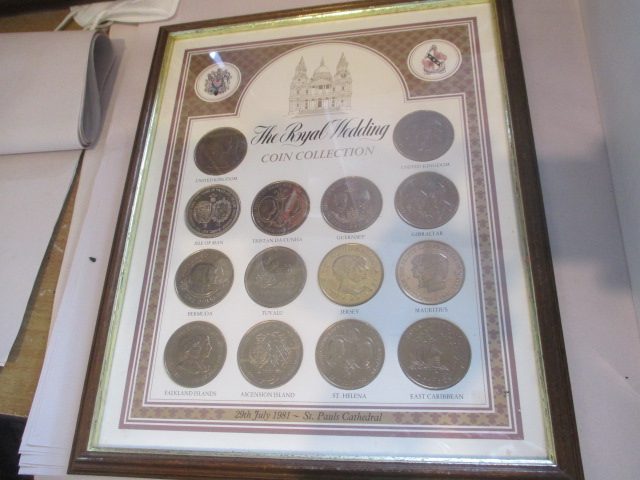 The Royal Wedding
COIN COLLECTION
UNITED KINGDOM
UNITED KINGDOM
ISLE OF MAN
TRISTAN DA CUNHA
GUERNSEY
GIBRALTAR
BERMUDA
TUVALU
JERSEY
MAURITIUS
FALKLAND ISLANDS
ASCENSION ISLAND
ST. HELENA
EAST CARIBBEAN
29th July 1981 ~ St. Pauls Cathedral